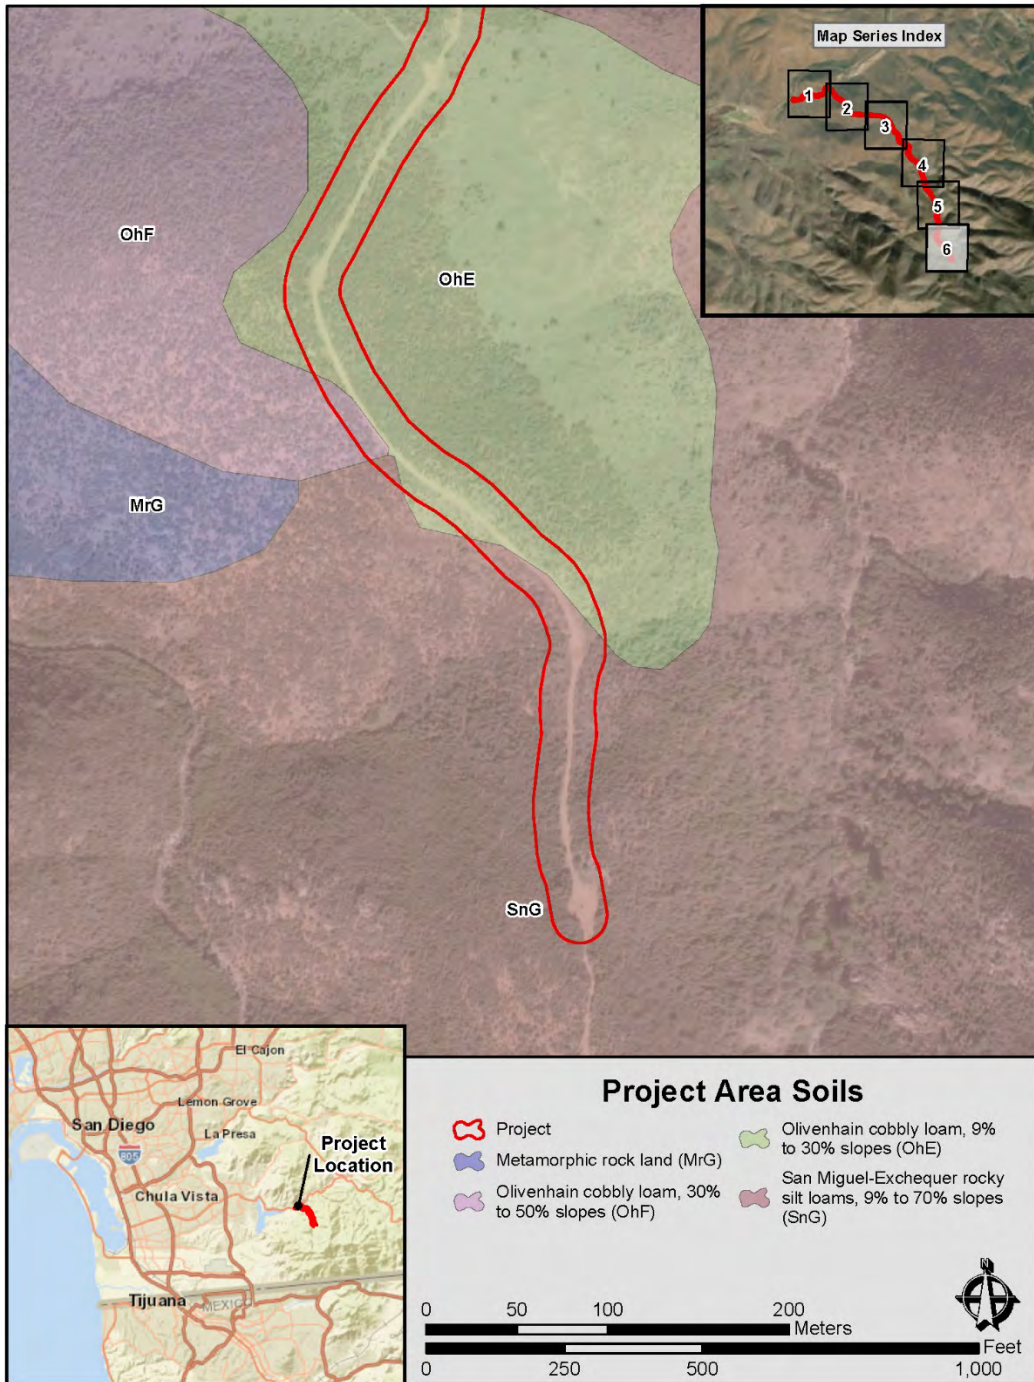 Map Series Index
1
2
3
4
5
6
OhF
OhE
MrG
SnG
El Cajon
Lemon Grove
San Diego
La Presa
805
Project
Location
Chula Vista
Tijuana
MEXICO
Project Area Soils
Project
Metamorphic rock land (MrG)
Olivenhain cobbly loam, 30%
to 50% slopes (OhF)
Olivenhain cobbly loam, 9%
to 30% slopes (OhE)
San Miguel-Exchequer rocky
silt loams, 9% to 70% slopes
(SnG)
N
0 50 100 200
Meters
Feet
0 250 500 1,000